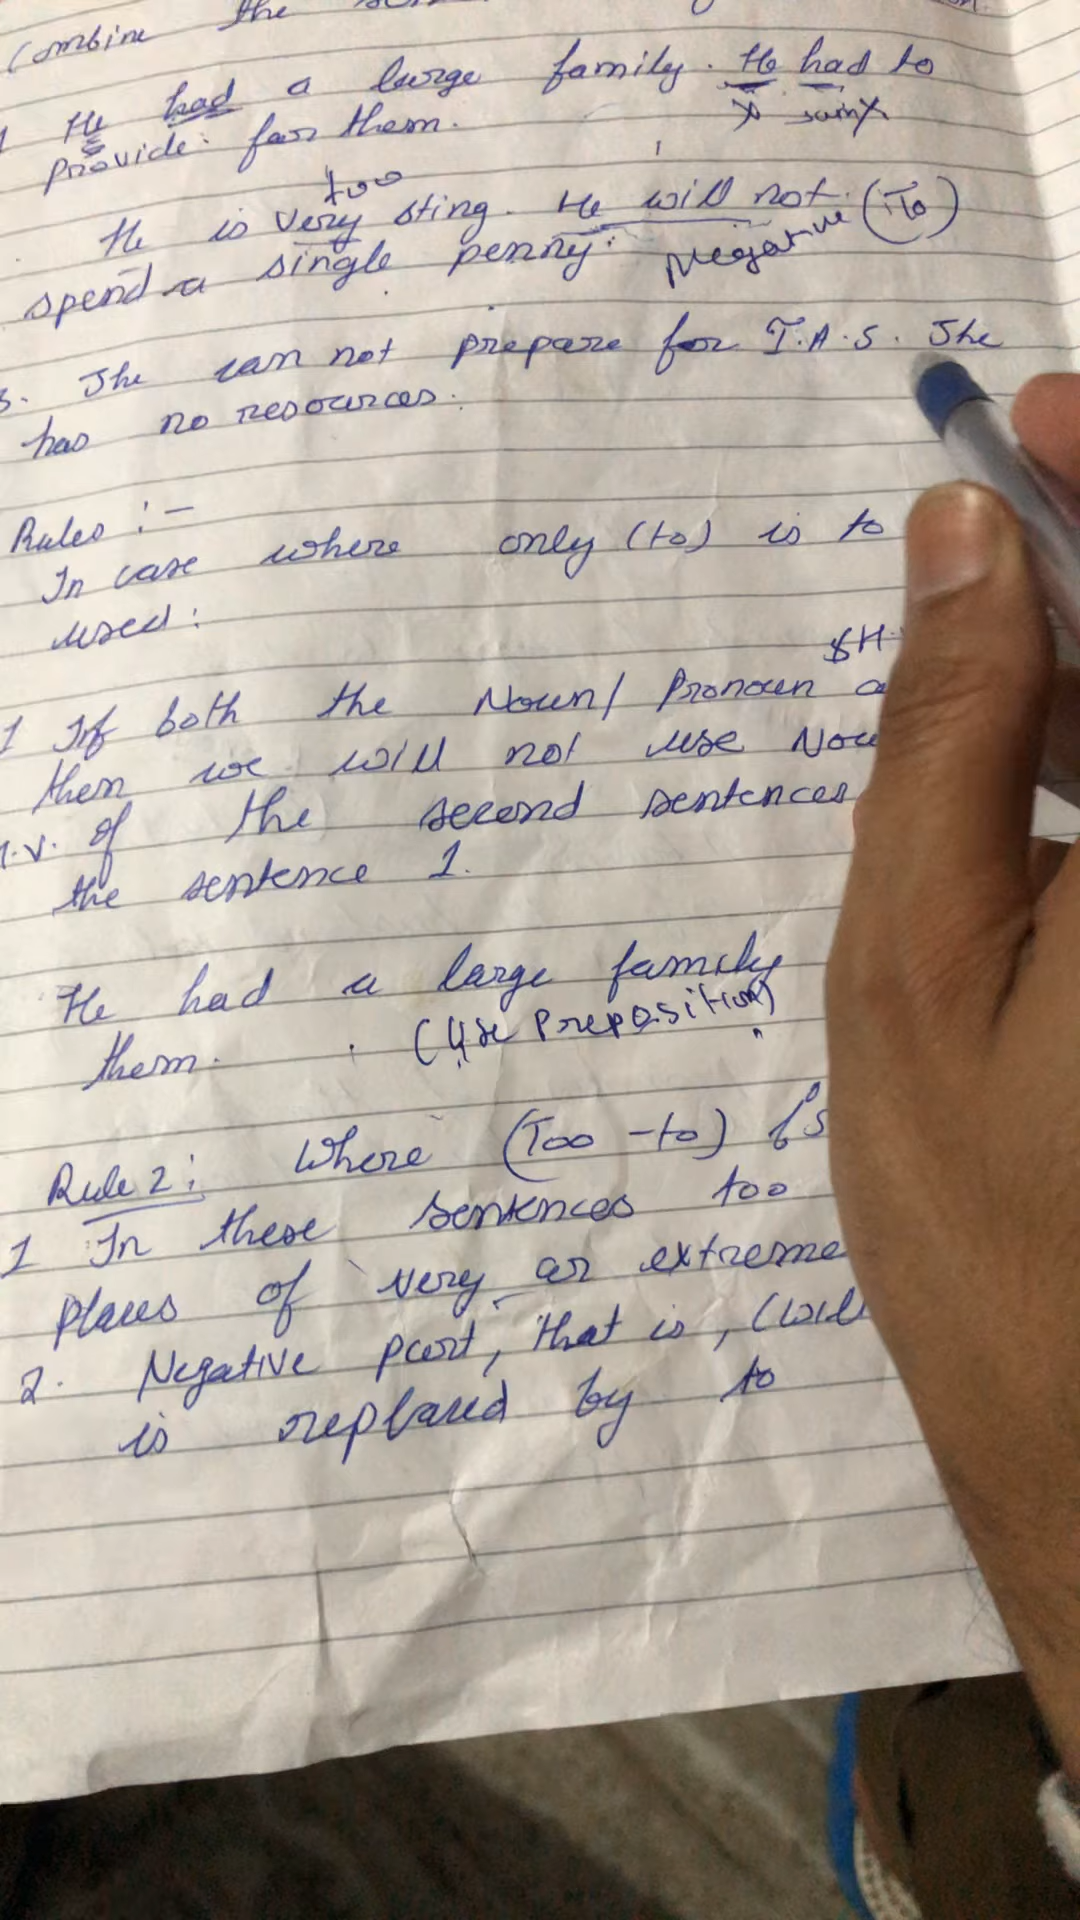 Combine the
He had a large family. He had to
provide for them.
too
He is very sting. He will not (To)
spend a single penny. Negative
3. She can not prepare for I.A.S. She
has no resources.
Rules :-
In case where only (to) is to
used:
1 If both the Noun/ Pronoun
then we will not use
of the second sentences
the sentence 1.
He had a large family
them. (Use Preposition)
Rule 2: Where (Too - to) is
1 In these sentences too
places of very or extreme
2. Negative part, that is, (will
is replaced by to